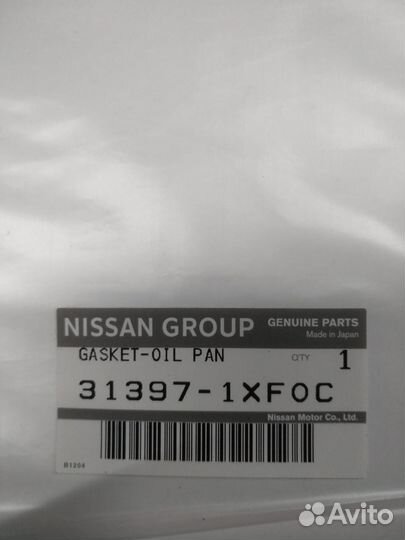 NISSAN GROUP
GENUINE PARTS
Made in Japan
GASKET-OIL PAN
Q'TY 1
31397-1XF0C
Nissan Motor Co., Ltd.
B1204
Avito